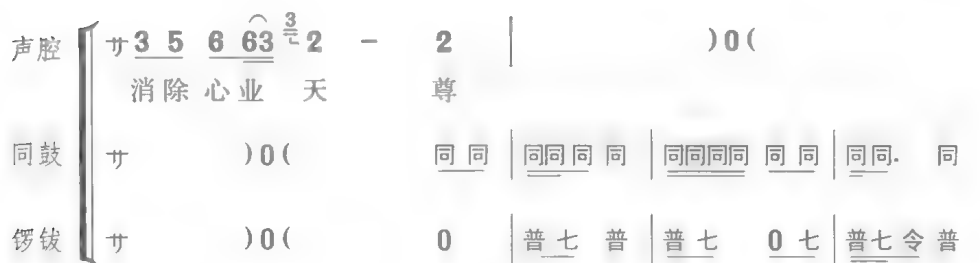 声腔 サ 3 5 6 63 3 2 - 2 | )0(
消除心业 天 尊
同鼓 サ )0( 同 同 | 同同同 同 | 同同同同 同 同 | 同同. 同
锣钹 サ )0( 0 | 普七 普 | 普七 0 七 | 普七令普